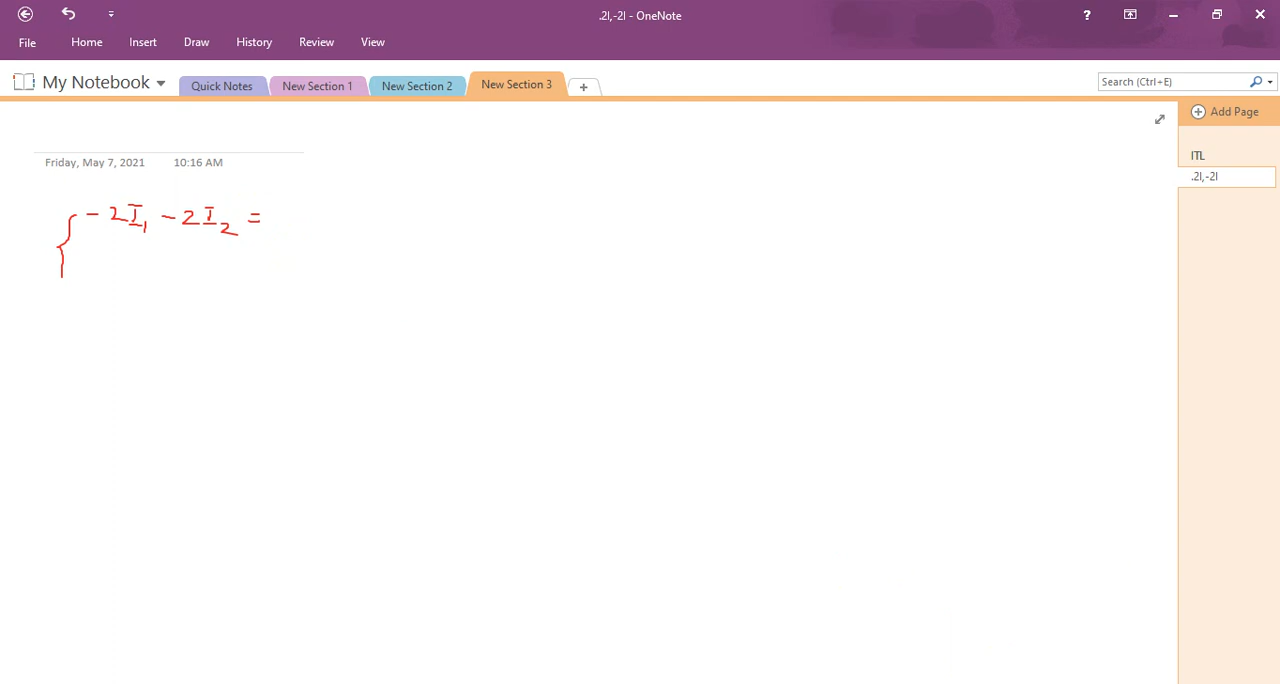 .2I,-2I - OneNote
?
File Home Insert Draw History Review View
My Notebook Quick Notes New Section 1 New Section 2 New Section 3 +
Search (Ctrl+E)
Add Page
Friday, May 7, 2021 10:16 AM
ITL
.2I,-2I
{ - 2I₁ - 2I₂ =